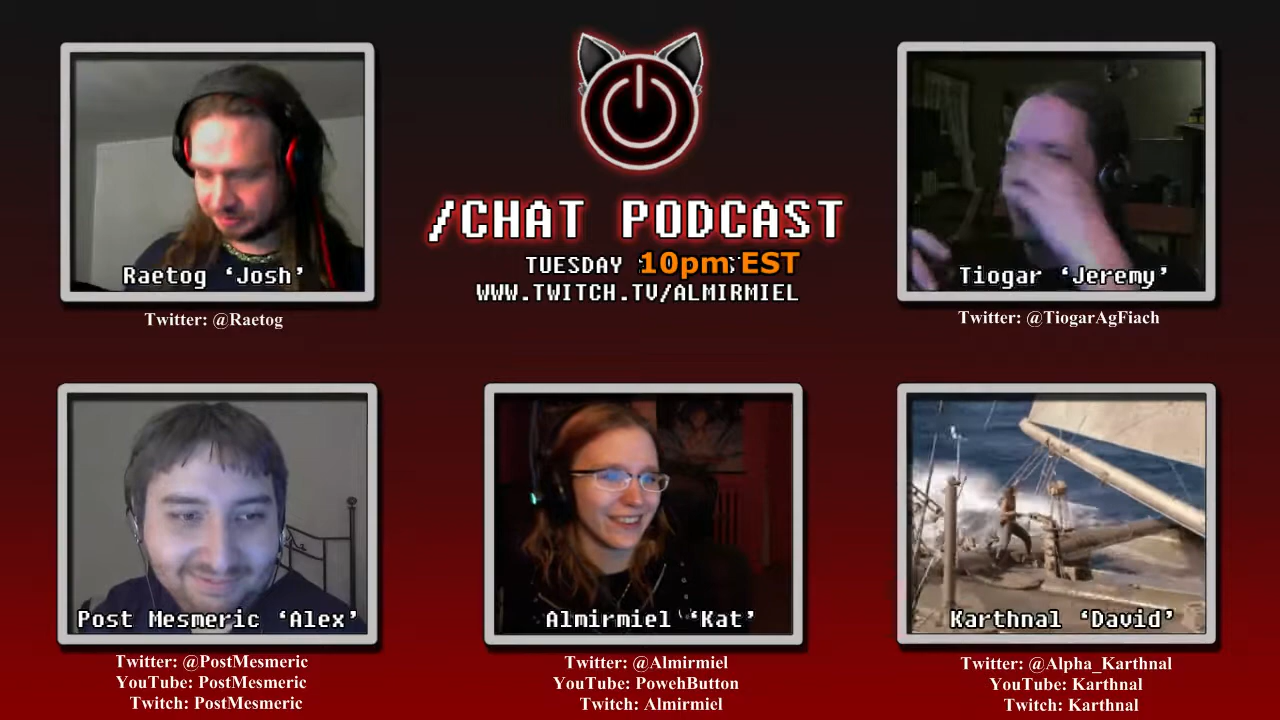 /CHAT PODCAST
TUESDAY 10pm EST
WWW.TWITCH.TV/ALMIRMIEL
Raetog ‘Josh’
Twitter: @Raetog
Tiogar ‘Jeremy’
Twitter: @TiogarAgFiach
Post Mesmeric ‘Alex’
Twitter: @PostMesmeric
YouTube: PostMesmeric
Twitch: PostMesmeric
Almirmiel ‘Kat’
Twitter: @Almirmiel
YouTube: PowehButton
Twitch: Almirmiel
Karthnal ‘David’
Twitter: @Alpha_Karthnal
YouTube: Karthnal
Twitch: Karthnal